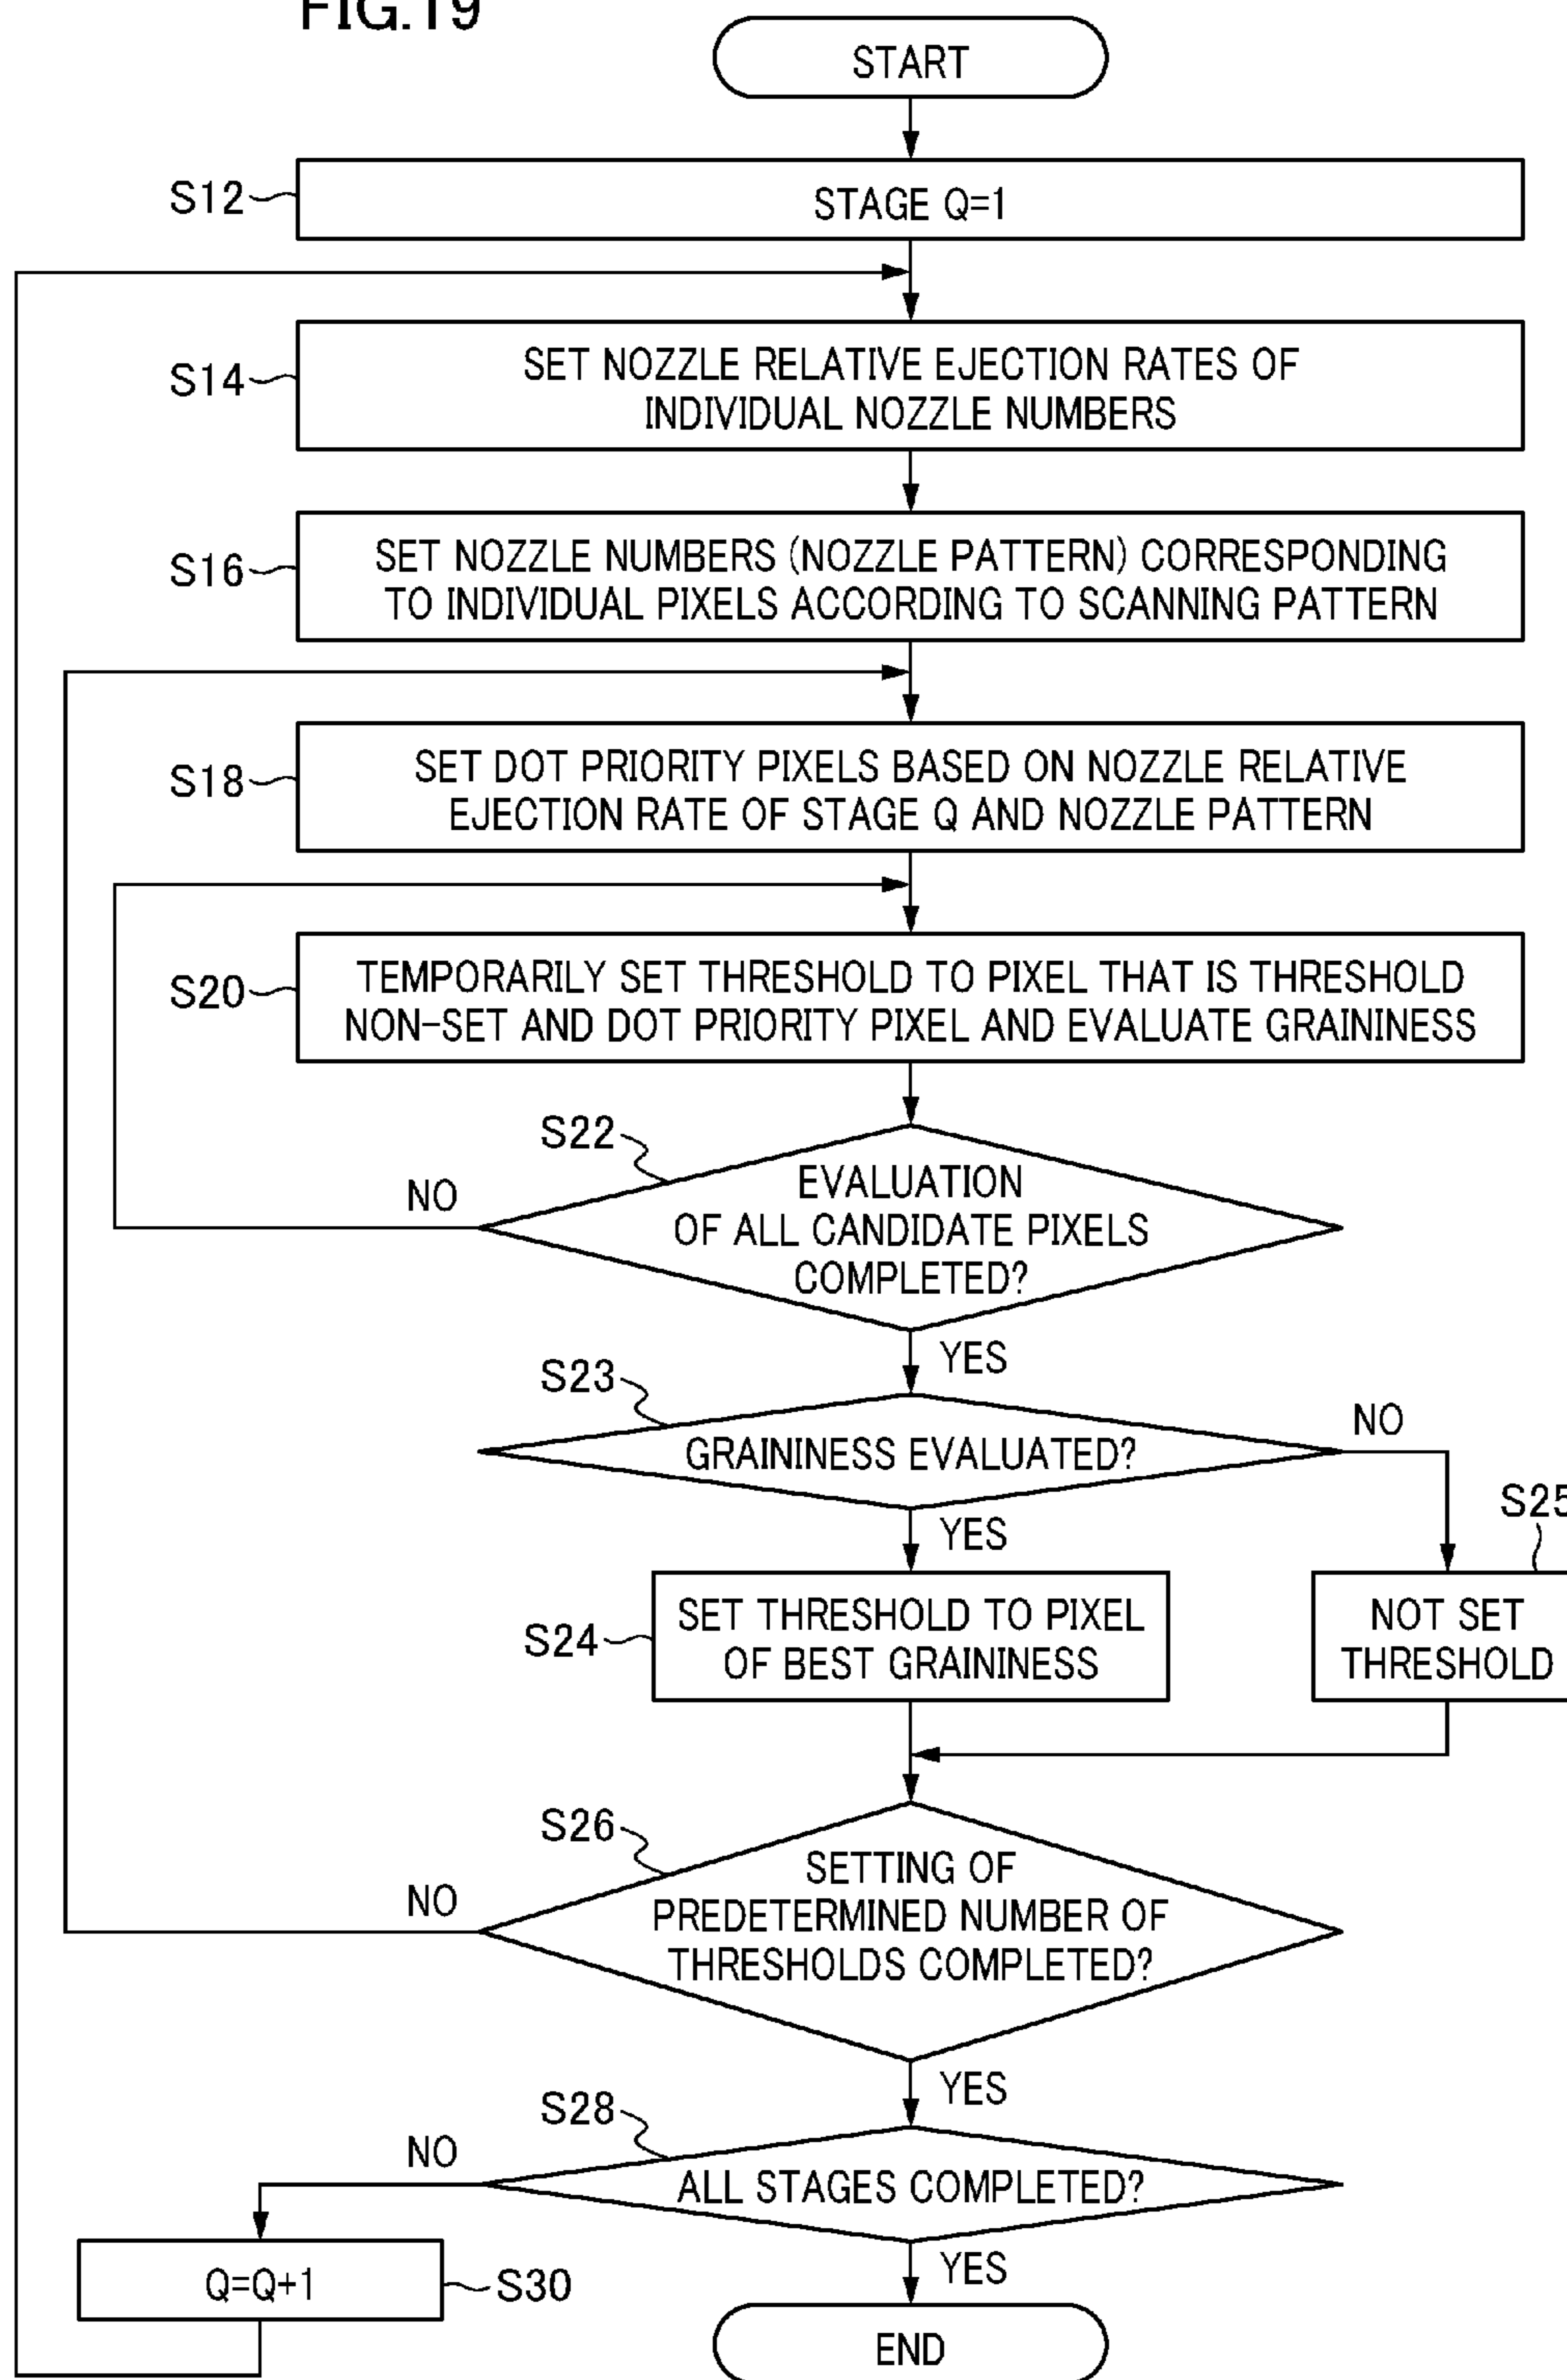 FIG.19
START
S12
STAGE Q=1
S14
SET NOZZLE RELATIVE EJECTION RATES OF
INDIVIDUAL NOZZLE NUMBERS
S16
SET NOZZLE NUMBERS (NOZZLE PATTERN) CORRESPONDING
TO INDIVIDUAL PIXELS ACCORDING TO SCANNING PATTERN
S18
SET DOT PRIORITY PIXELS BASED ON NOZZLE RELATIVE
EJECTION RATE OF STAGE Q AND NOZZLE PATTERN
S20
TEMPORARILY SET THRESHOLD TO PIXEL THAT IS THRESHOLD
NON-SET AND DOT PRIORITY PIXEL AND EVALUATE GRAININESS
S22
NO
EVALUATION
OF ALL CANDIDATE PIXELS
COMPLETED?
YES
S23
GRAININESS EVALUATED?
NO
YES
S25
S24
SET THRESHOLD TO PIXEL
OF BEST GRAININESS
NOT SET
THRESHOLD
S26
NO
SETTING OF
PREDETERMINED NUMBER OF
THRESHOLDS COMPLETED?
YES
S28
NO
ALL STAGES COMPLETED?
YES
Q=Q+1
S30
END